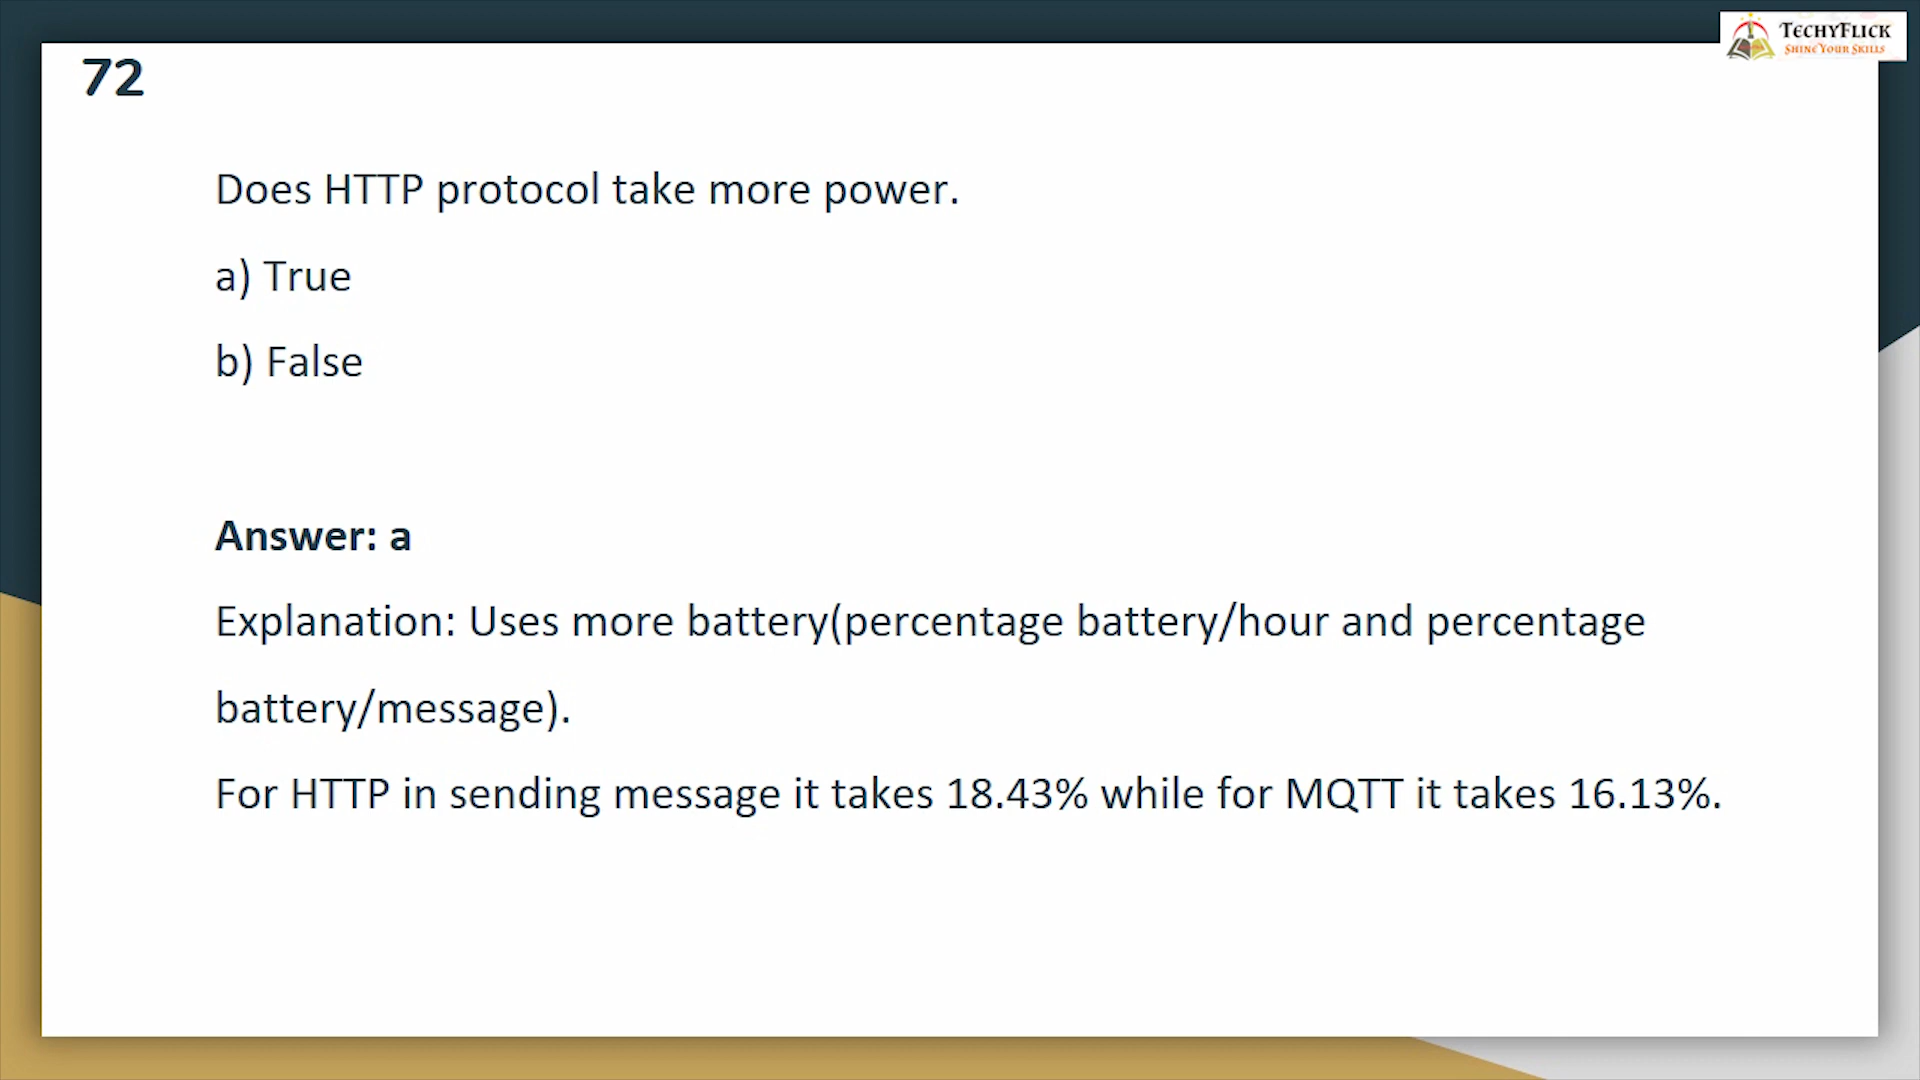 TECHYFLICK
SHINE YOUR SKILLS
72
Does HTTP protocol take more power.
a) True
b) False
Answer: a
Explanation: Uses more battery(percentage battery/hour and percentage
battery/message).
For HTTP in sending message it takes 18.43% while for MQTT it takes 16.13%.